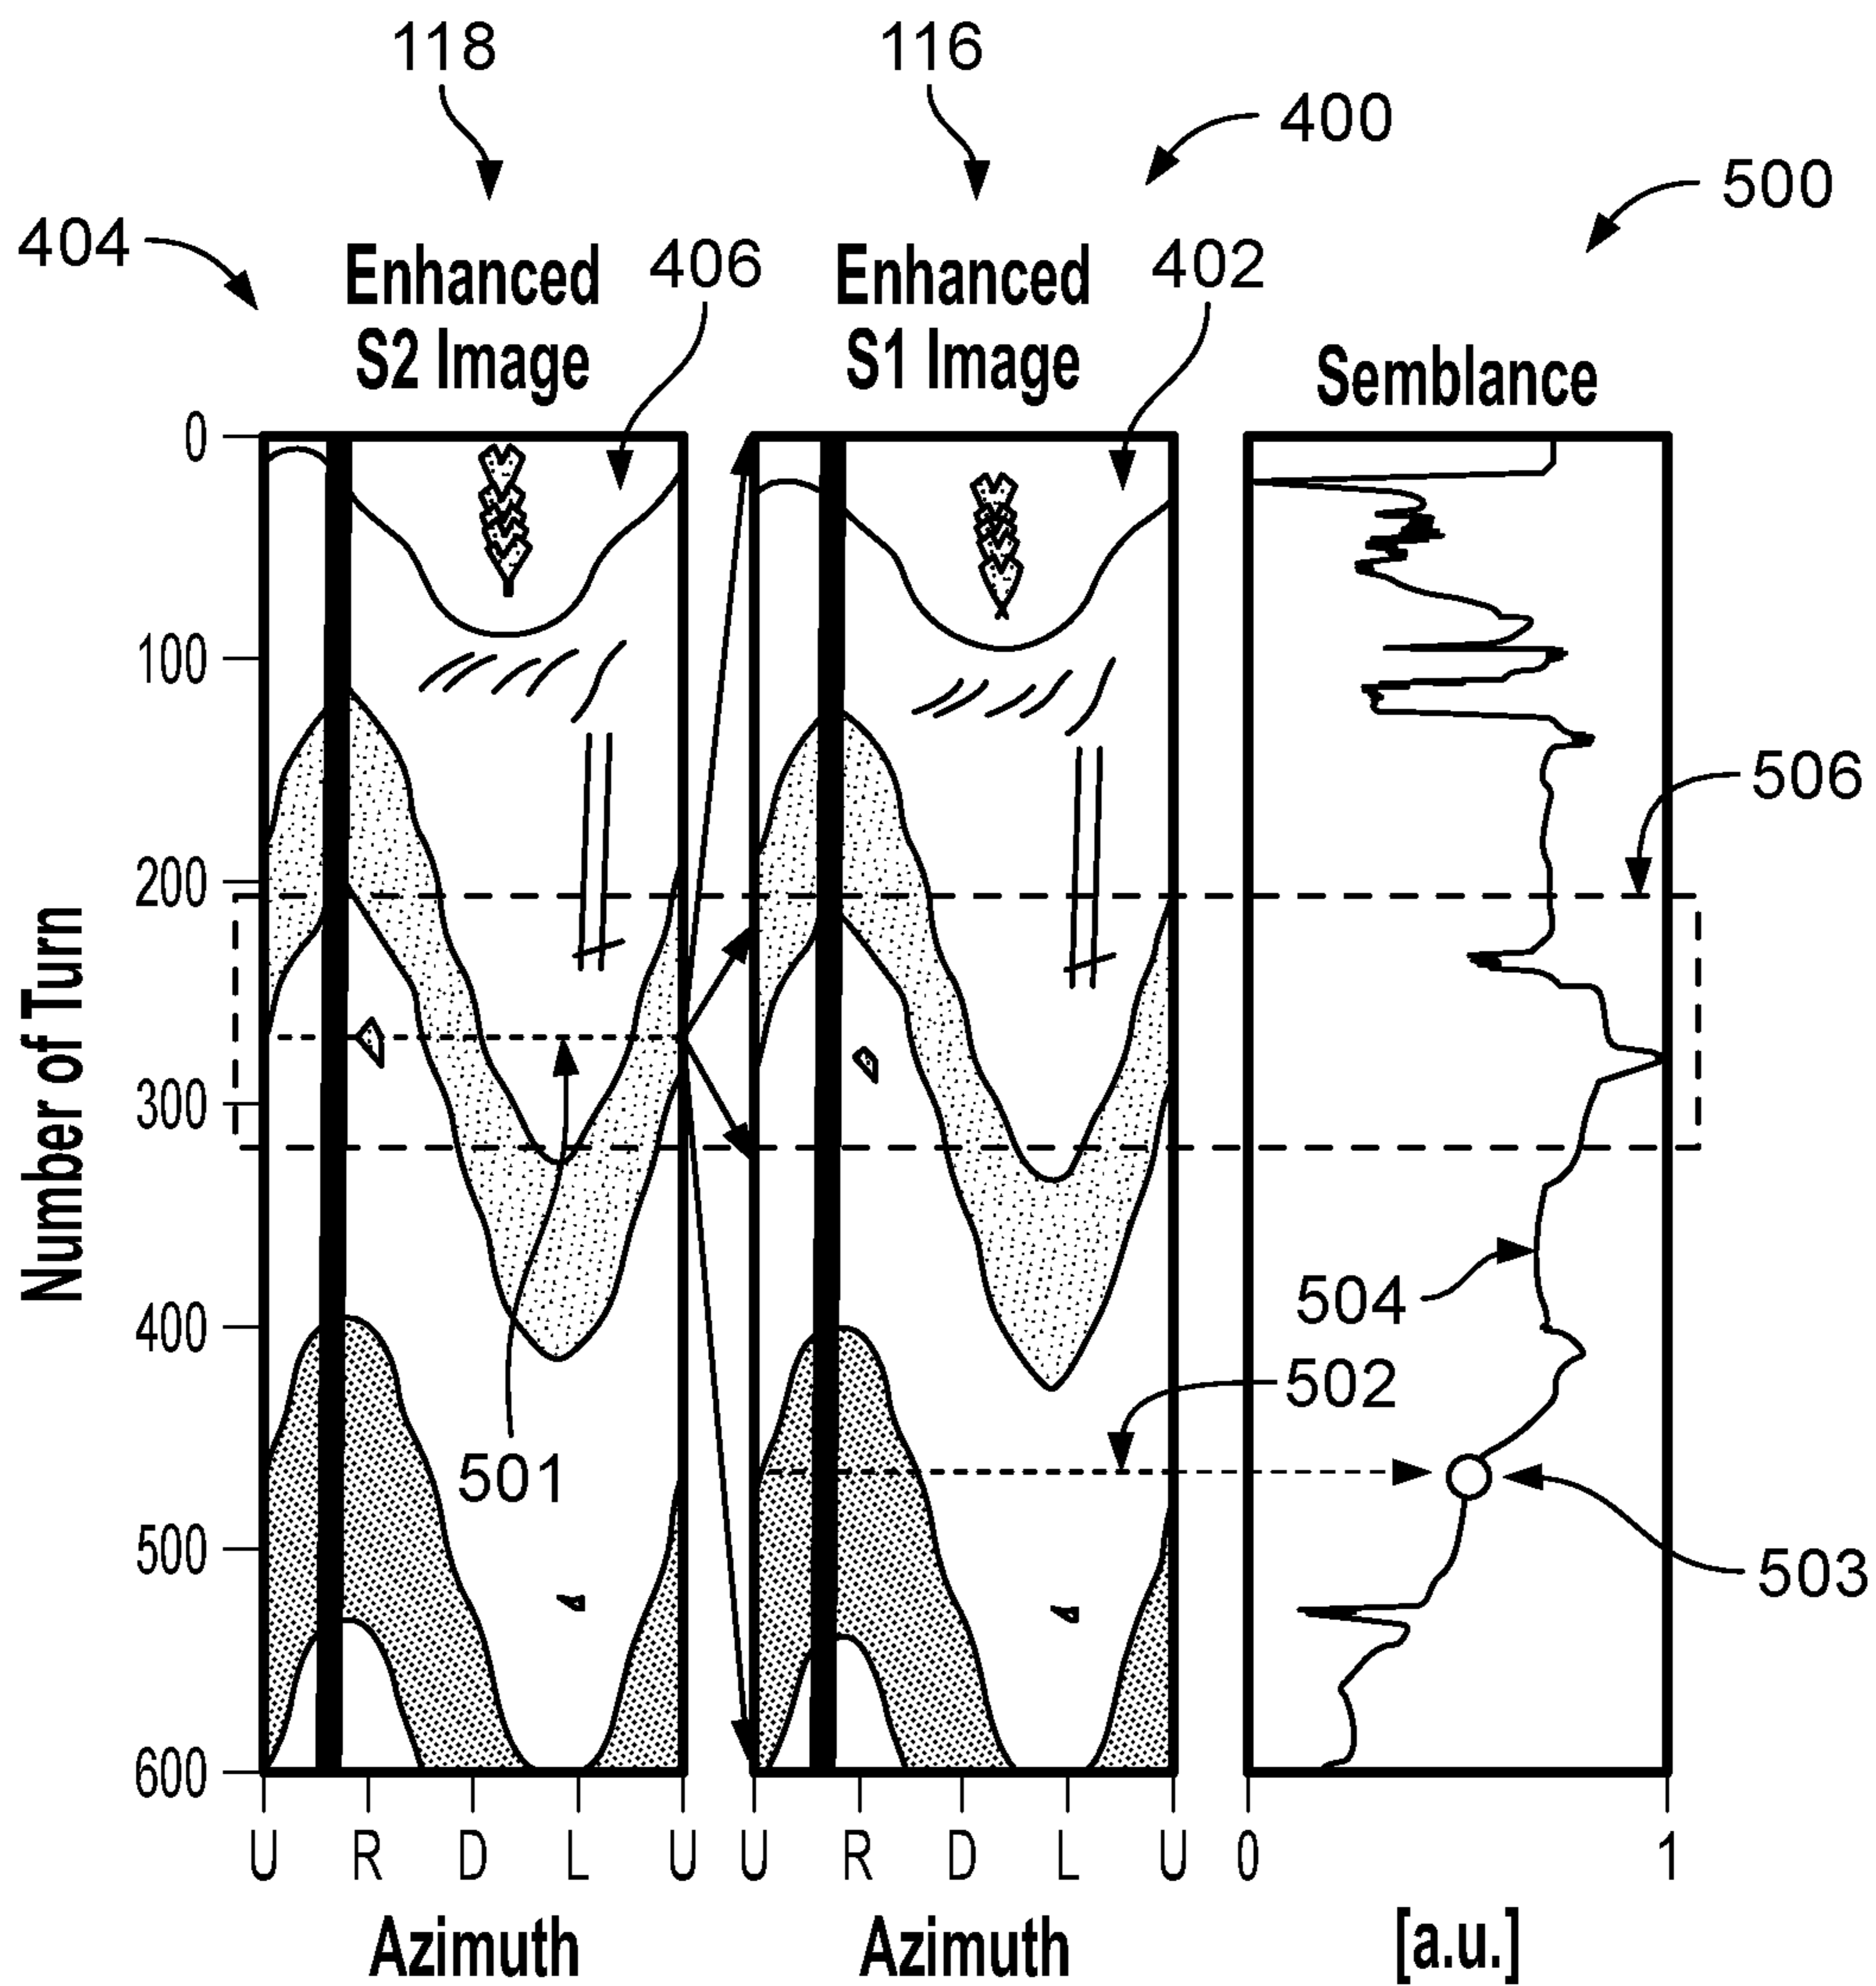 118
116
400
500
404
406
402
Enhanced
S2 Image
Enhanced
S1 Image
Semblance
0
100
200
300
400
500
600
Number of Turn
506
504
502
501
503
U R D L U
U R D L U
0 1
Azimuth
Azimuth
[a.u.]